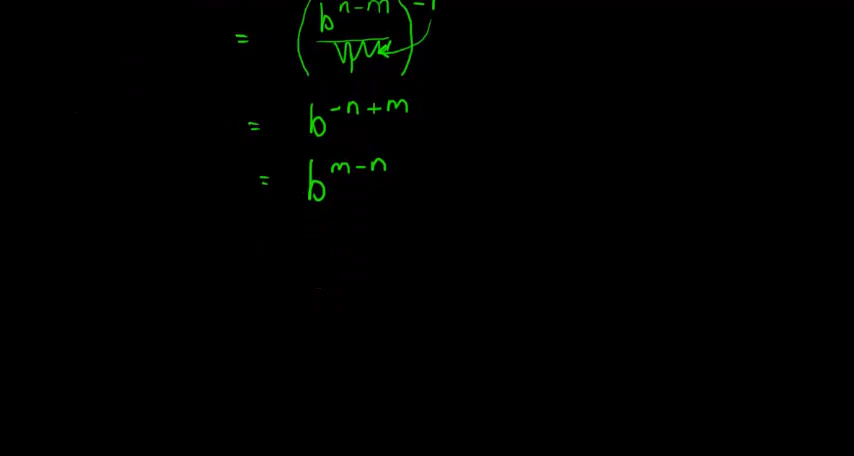 = (b^{n-m})^{-1}
= b^{-n+m}
= b^{m-n}